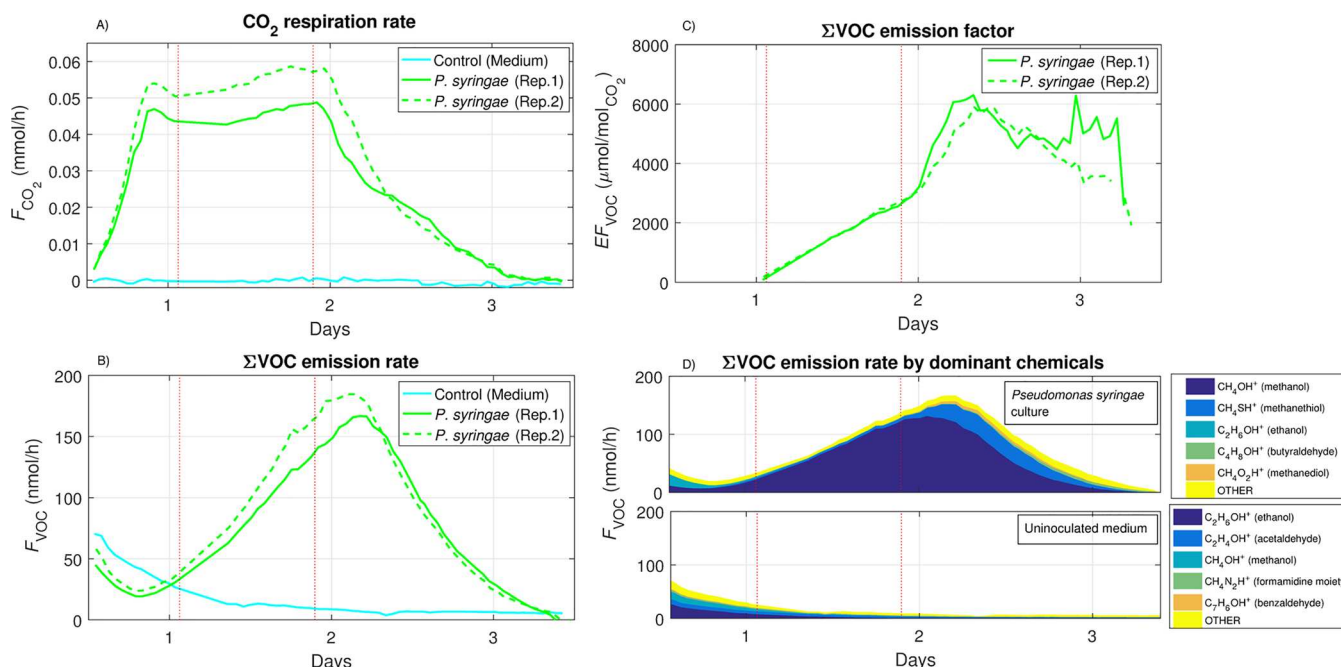 A)
CO2 respiration rate
Control (Medium)
P. syringae (Rep.1)
P. syringae (Rep.2)
0.06
0.05
0.04
0.03
0.02
0.01
0
FCO2 (mmol/h)
1
2
3
Days
C)
ΣVOC emission factor
P. syringae (Rep.1)
P. syringae (Rep.2)
8000
6000
4000
2000
0
EFVOC (μmol/molCO2)
1
2
3
Days
B)
ΣVOC emission rate
Control (Medium)
P. syringae (Rep.1)
P. syringae (Rep.2)
200
150
100
50
0
FVOC (nmol/h)
1
2
3
Days
D)
ΣVOC emission rate by dominant chemicals
Pseudomonas syringae
culture
200
100
0
CH4OH+ (methanol)
CH4SH+ (methanethiol)
C2H6OH+ (ethanol)
C4H8OH+ (butyraldehyde)
CH4O2H+ (methanediol)
OTHER
Uninoculated medium
200
100
0
FVOC (nmol/h)
1
2
3
Days
C2H6OH+ (ethanol)
C2H4OH+ (acetaldehyde)
CH4OH+ (methanol)
CH4N2H+ (formamidine moiet
C7H6OH+ (benzaldehyde)
OTHER